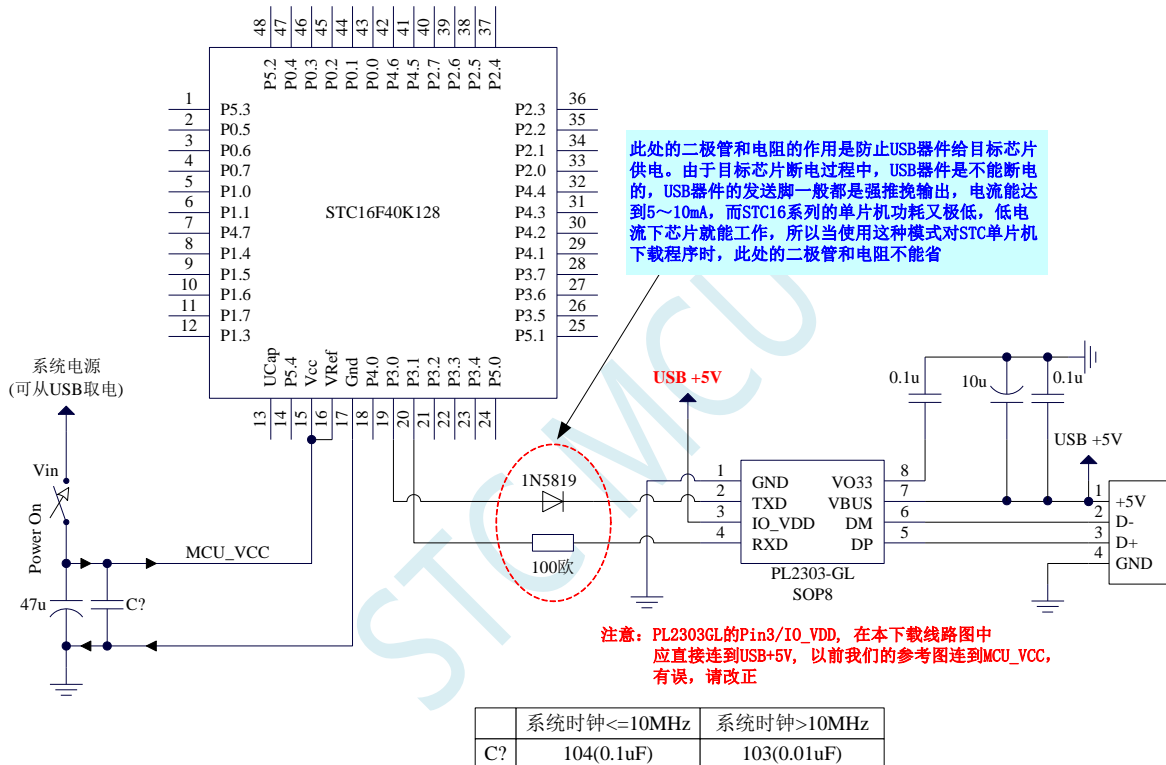 48 47 46 45 44 43 42 41 40 39 38 37
P5.2 P0.4 P0.3 P0.2 P0.1 P0.0 P4.6 P4.5 P2.7 P2.6 P2.5 P2.4
1 P5.3
2 P0.5
3 P0.6
4 P0.7
5 P1.0
6 P1.1
7 P4.7
8 P1.4
9 P1.5
10 P1.6
11 P1.7
12 P1.3
STC16F40K128
P2.3 36
P2.2 35
P2.1 34
P2.0 33
P4.4 32
P4.3 31
P4.2 30
P4.1 29
P3.7 28
P3.6 27
P3.5 26
P5.1 25
UCap P5.4 Vcc VRef Gnd P4.0 P3.0 P3.1 P3.2 P3.3 P3.4 P5.0
13 14 15 16 17 18 19 20 21 22 23 24
此处的二极管和电阻的作用是防止USB器件给目标芯片
供电。由于目标芯片断电过程中，USB器件是不能断电
的，USB器件的发送脚一般都是强推挽输出，电流能达
到5～10mA，而STC16系列的单片机功耗又极低，低电
流下芯片就能工作，所以当使用这种模式对STC单片机
下载程序时，此处的二极管和电阻不能省
系统电源
(可从USB取电)
Vin
Power On
MCU_VCC
47u
C?
1N5819
100欧
USB +5V
0.1u
10u
0.1u
USB +5V
1 GND VO33 8
2 TXD VBUS 7
3 IO_VDD DM 6
4 RXD DP 5
PL2303-GL
SOP8
1 +5V
2 D-
3 D+
4 GND
STC MCU
注意：PL2303GL的Pin3/IO_VDD，在本下载线路图中
应直接连到USB+5V，以前我们的参考图连到MCU_VCC，
有误，请改正
系统时钟<=10MHz 系统时钟>10MHz
C? 104(0.1uF) 103(0.01uF)